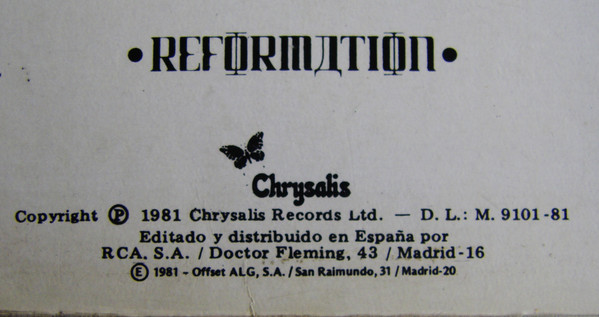 • REFORMATION •
Chrysalis
Copyright Ⓟ 1981 Chrysalis Records Ltd. — D. L.: M. 9101-81
Editado y distribuido en España por
RCA. S.A. / Doctor Fleming, 43 / Madrid-16
Ⓔ 1981 - Offset ALG, S.A. / San Raimundo, 31 / Madrid-20